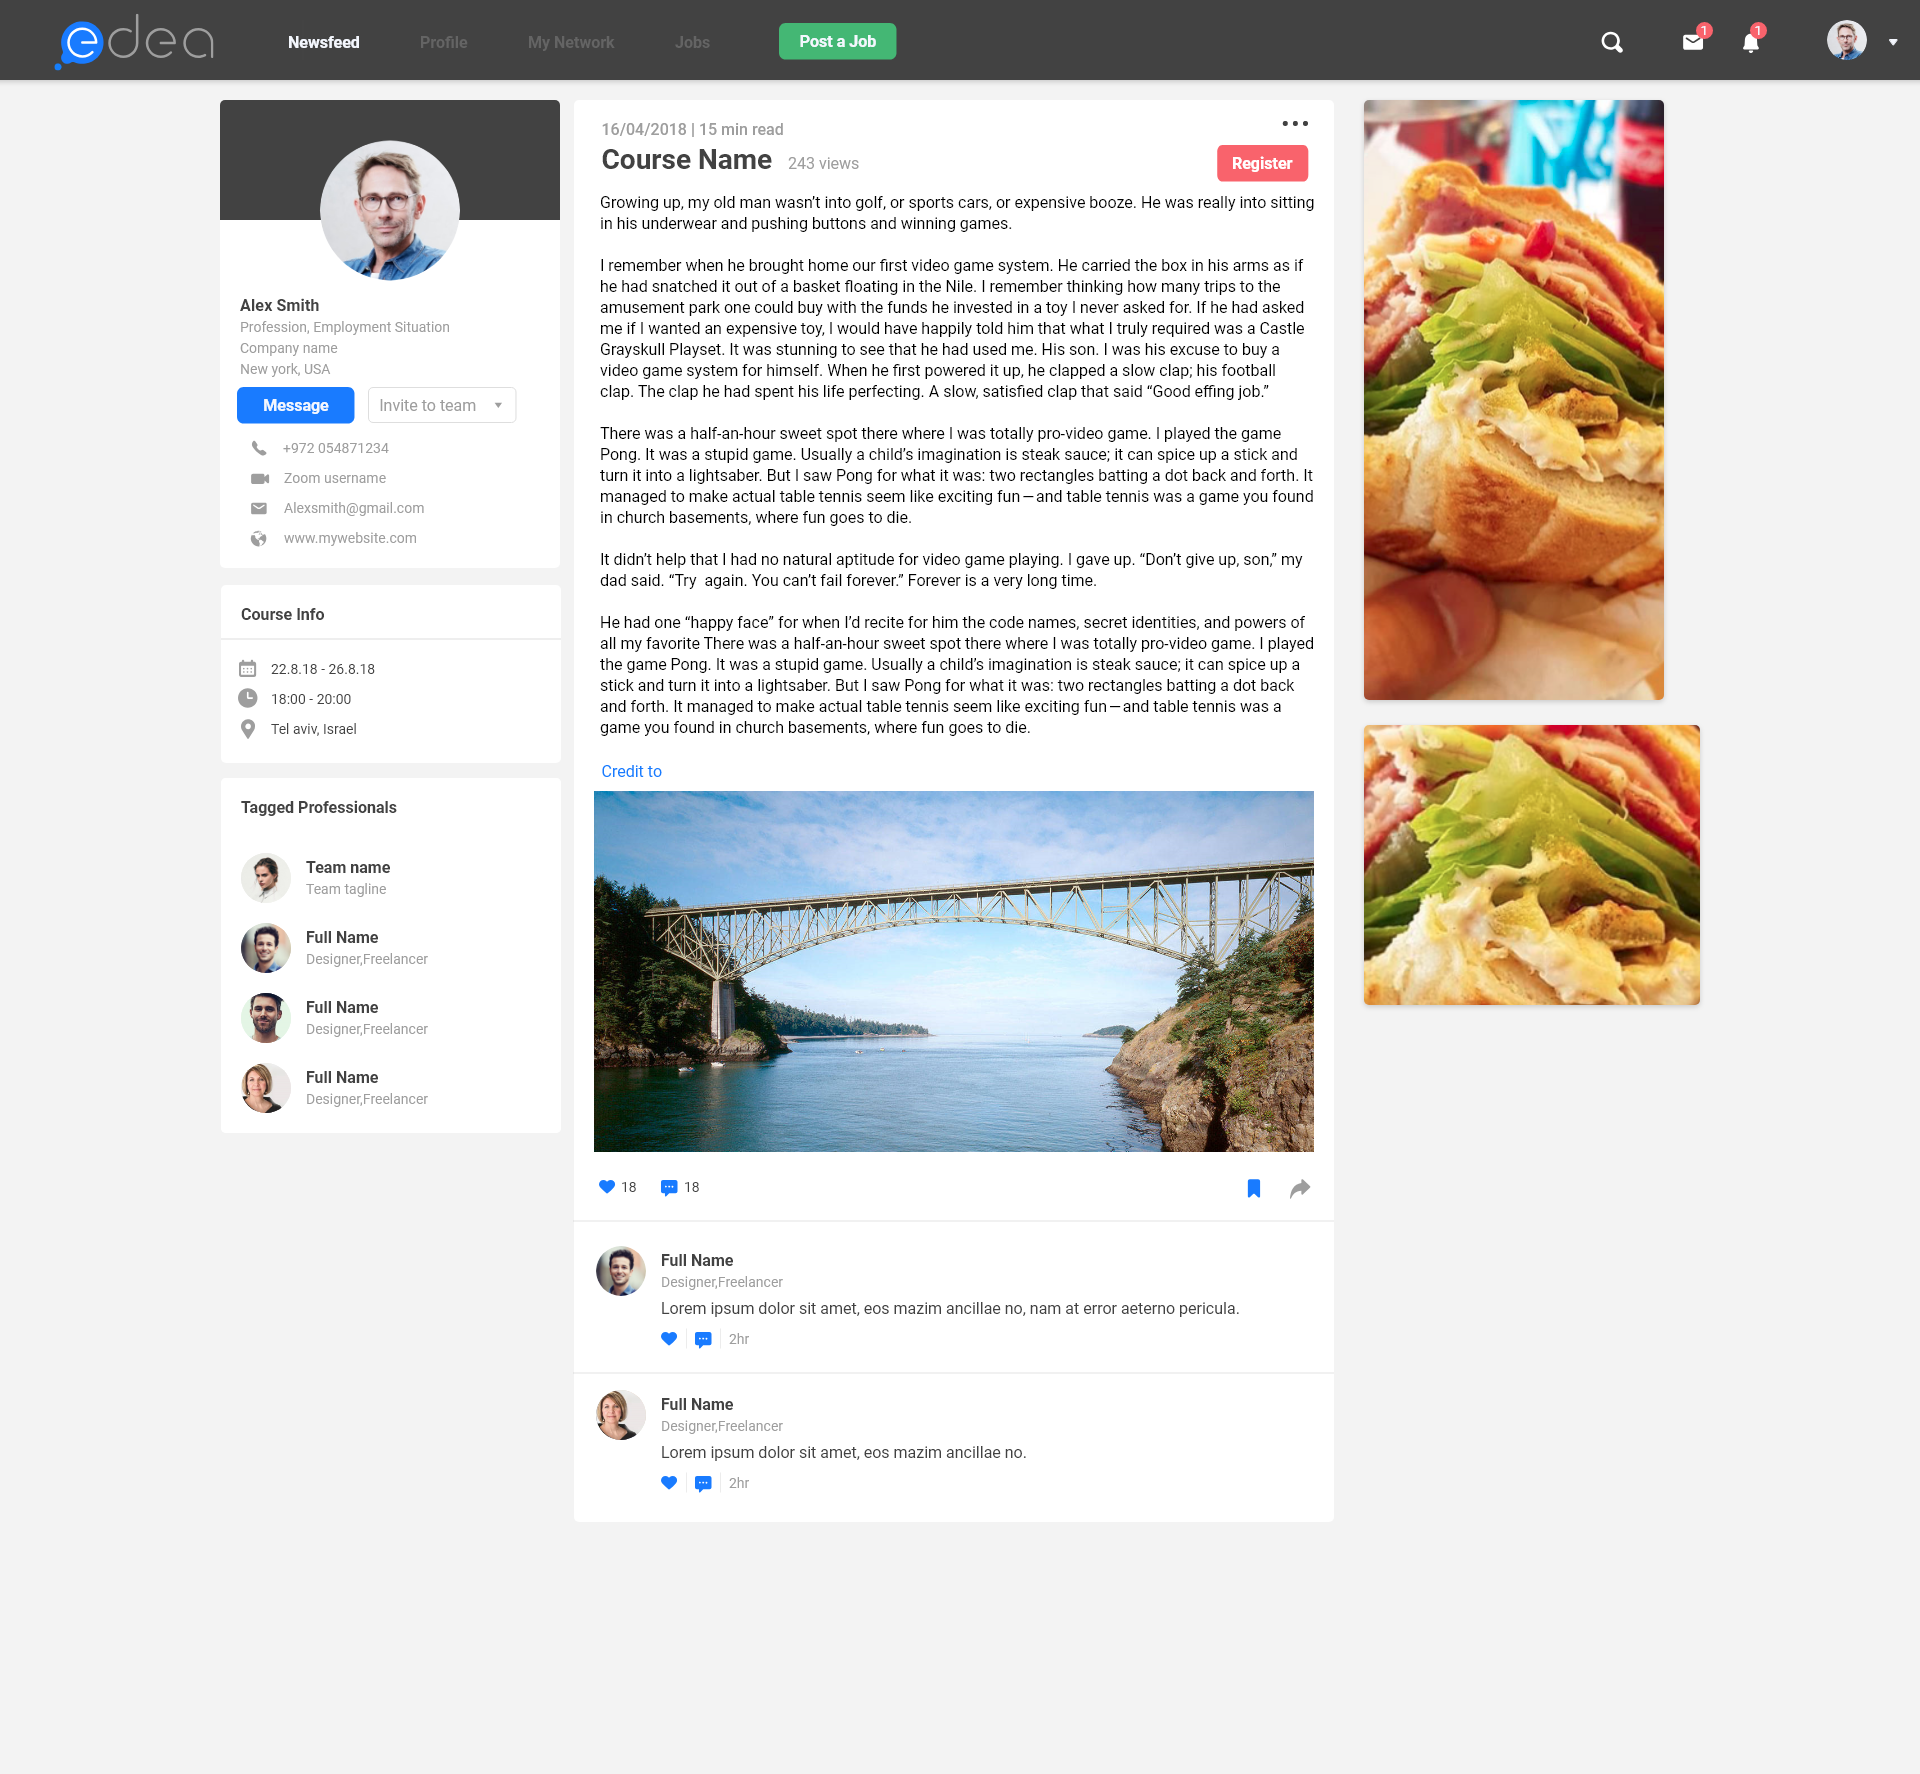 edea
Newsfeed
Profile
My Network
Jobs
Post a Job
1
1
Alex Smith
Profession, Employment Situation
Company name
New york, USA
Message
Invite to team
+972 054871234
Zoom username
Alexsmith@gmail.com
www.mywebsite.com
Course Info
22.8.18 - 26.8.18
18:00 - 20:00
Tel aviv, Israel
Tagged Professionals
Team name
Team tagline
Full Name
Designer,Freelancer
Full Name
Designer,Freelancer
Full Name
Designer,Freelancer
16/04/2018 | 15 min read
Course Name
243 views
Register
Growing up, my old man wasn’t into golf, or sports cars, or expensive booze. He was really into sitting
in his underwear and pushing buttons and winning games.
I remember when he brought home our first video game system. He carried the box in his arms as if
he had snatched it out of a basket floating in the Nile. I remember thinking how many trips to the
amusement park one could buy with the funds he invested in a toy I never asked for. If he had asked
me if I wanted an expensive toy, I would have happily told him that what I truly required was a Castle
Grayskull Playset. It was stunning to see that he had used me. His son. I was his excuse to buy a
video game system for himself. When he first powered it up, he clapped a slow clap; his football
clap. The clap he had spent his life perfecting. A slow, satisfied clap that said “Good effing job.”
There was a half-an-hour sweet spot there where I was totally pro-video game. I played the game
Pong. It was a stupid game. Usually a child’s imagination is steak sauce; it can spice up a stick and
turn it into a lightsaber. But I saw Pong for what it was: two rectangles batting a dot back and forth. It
managed to make actual table tennis seem like exciting fun — and table tennis was a game you found
in church basements, where fun goes to die.
It didn’t help that I had no natural aptitude for video game playing. I gave up. “Don’t give up, son,” my
dad said. “Try  again. You can’t fail forever.” Forever is a very long time.
He had one “happy face” for when I’d recite for him the code names, secret identities, and powers of
all my favorite There was a half-an-hour sweet spot there where I was totally pro-video game. I played
the game Pong. It was a stupid game. Usually a child’s imagination is steak sauce; it can spice up a
stick and turn it into a lightsaber. But I saw Pong for what it was: two rectangles batting a dot back
and forth. It managed to make actual table tennis seem like exciting fun — and table tennis was a
game you found in church basements, where fun goes to die.
Credit to
18
18
Full Name
Designer,Freelancer
Lorem ipsum dolor sit amet, eos mazim ancillae no, nam at error aeterno pericula.
2hr
Full Name
Designer,Freelancer
Lorem ipsum dolor sit amet, eos mazim ancillae no.
2hr